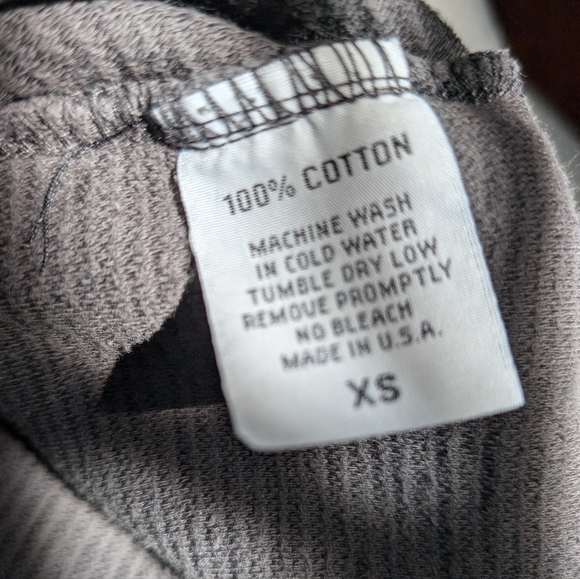 100% COTTON
MACHINE WASH
IN COLD WATER
TUMBLE DRY LOW
REMOVE PROMPTLY
NO BLEACH
MADE IN U.S.A.
XS